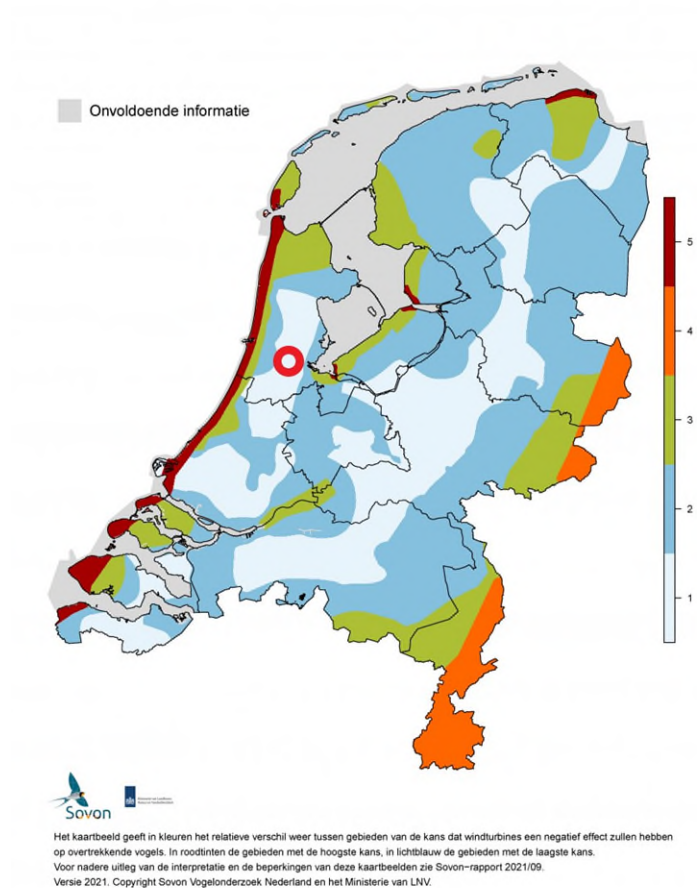 Onvoldoende informatie
5
4
3
2
1
Sovon
Het kaartbeeld geeft in kleuren het relatieve verschil weer tussen gebieden van de kans dat windturbines een negatief effect zullen hebben
op overtrekkende vogels. In roodtinten de gebieden met de hoogste kans, in lichtblauw de gebieden met de laagste kans.
Voor nadere uitleg van de interpretatie en de beperkingen van deze kaartbeelden zie Sovon−rapport 2021/09.
Versie 2021. Copyright Sovon Vogelonderzoek Nederland en het Ministerie van LNV.